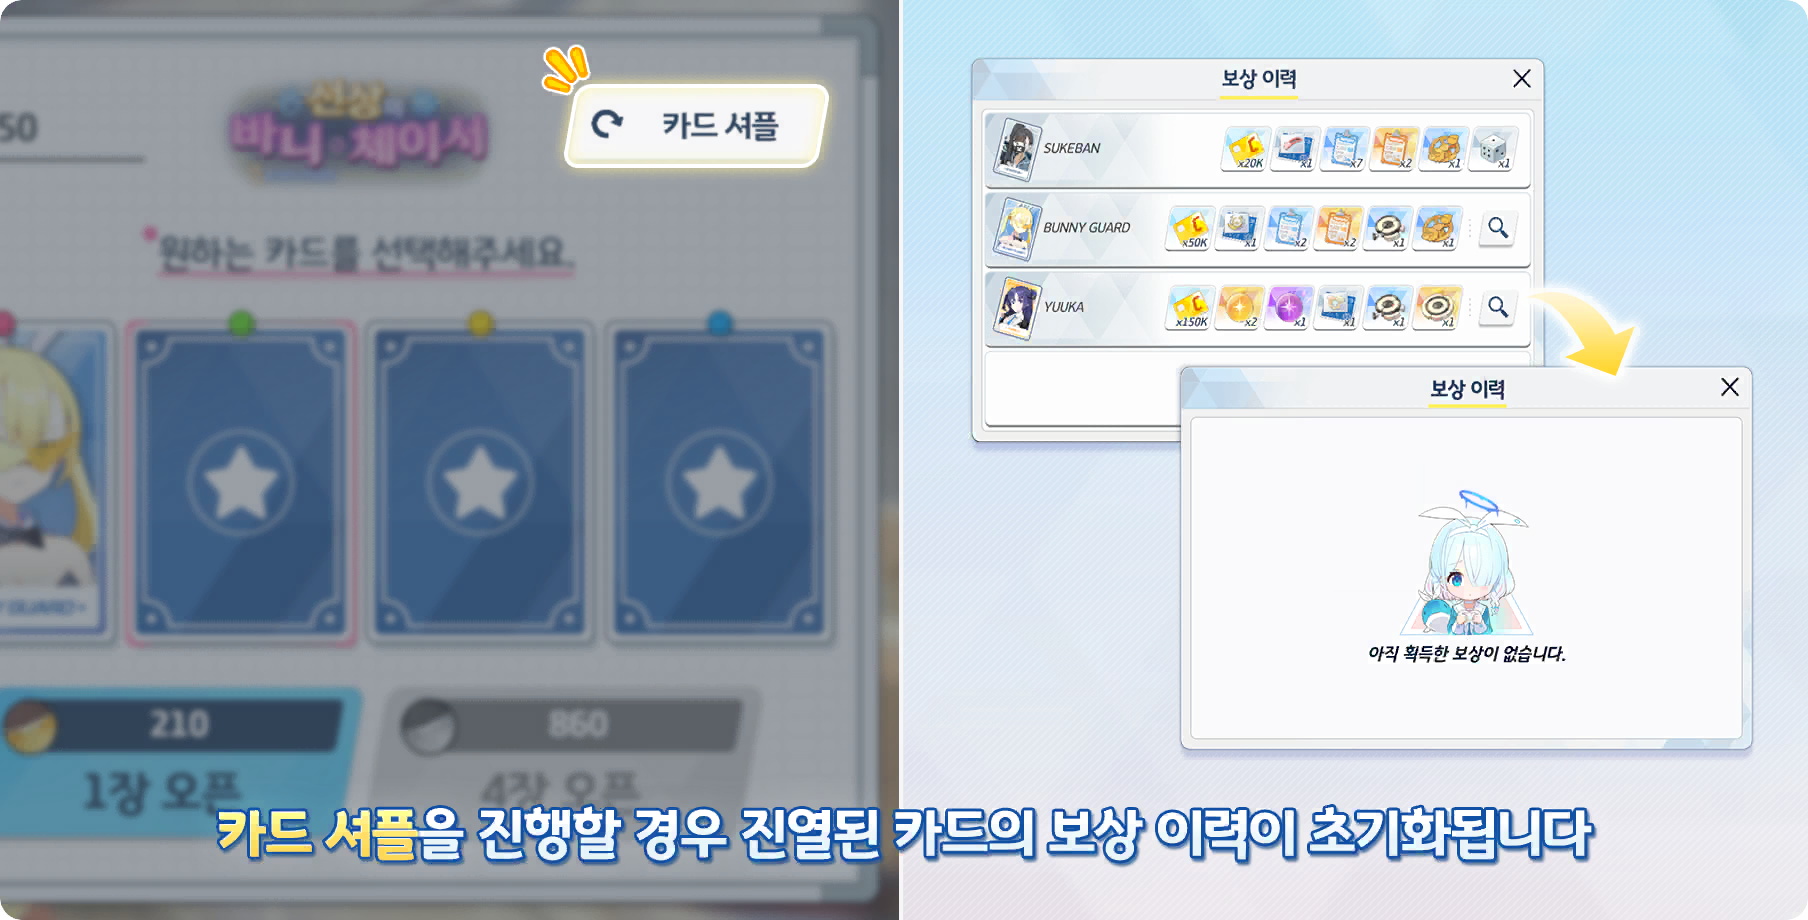 50
신상의
바니 체이서
카드 셔플
원하는 카드를 선택해주세요.
GUARD
210
1장 오픈
860
4장 오픈
보상 이력
SUKEBAN
x20K
x1
x7
x2
x1
x1
BUNNY GUARD
x50K
x1
x2
x2
x1
x1
YUUKA
x150K
x2
x1
x1
x1
x1
보상 이력
아직 획득한 보상이 없습니다.
카드 셔플을 진행할 경우 진열된 카드의 보상 이력이 초기화됩니다